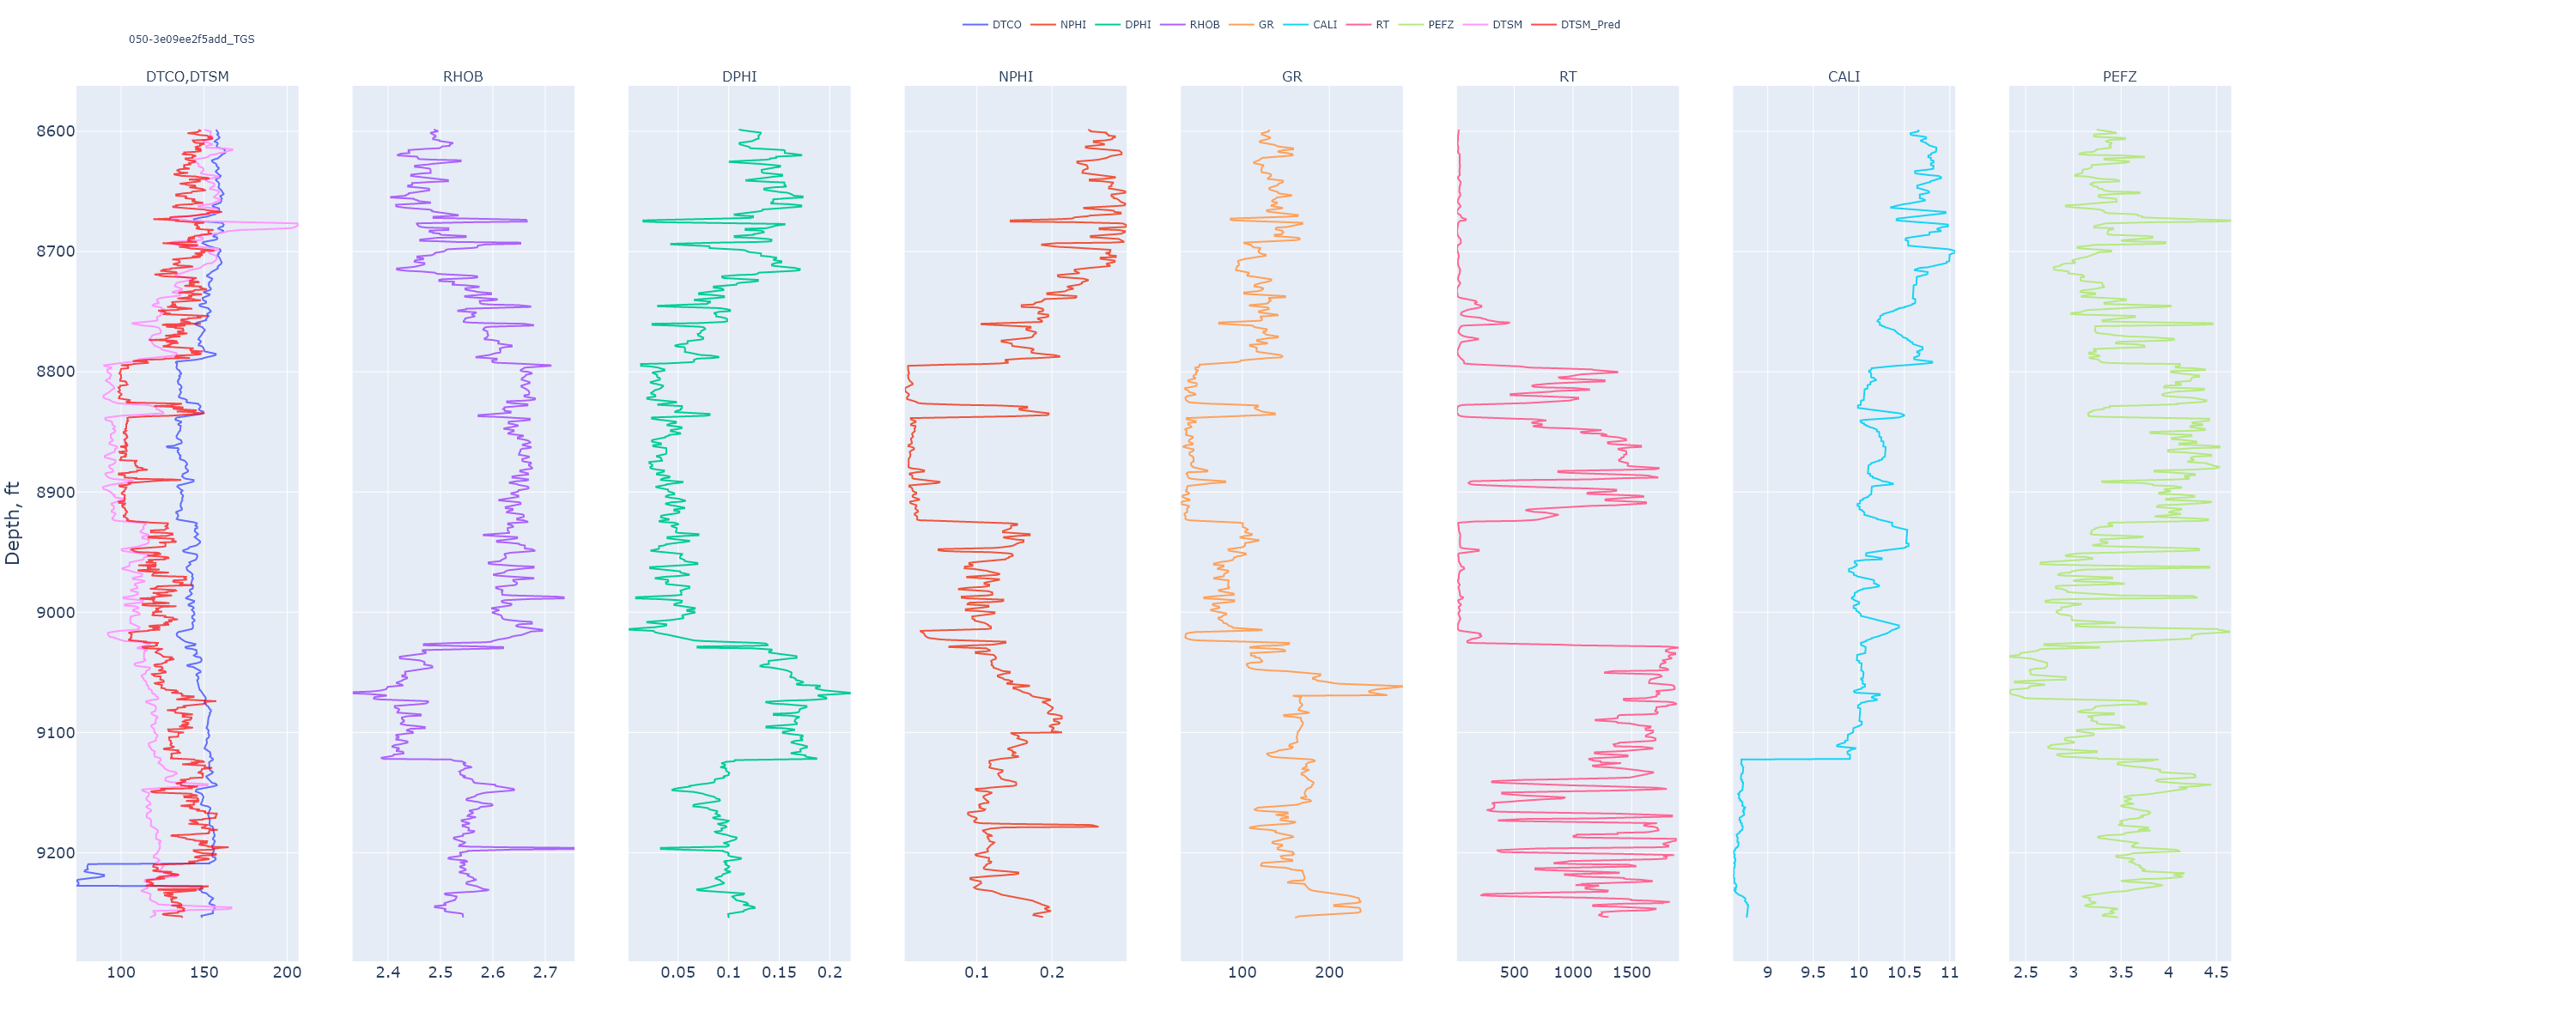 DTCO NPHI DPHI RHOB GR CALI RT PEFZ DTSM DTSM_Pred
050-3e09ee2f5add_TGS
DTCO,DTSM RHOB DPHI NPHI GR RT CALI PEFZ
Depth, ft
8600
8700
8800
8900
9000
9100
9200
100 150 200 2.4 2.5 2.6 2.7 0.05 0.1 0.15 0.2 0.1 0.2 100 200 500 1000 1500 9 9.5 10 10.5 11 2.5 3 3.5 4 4.5